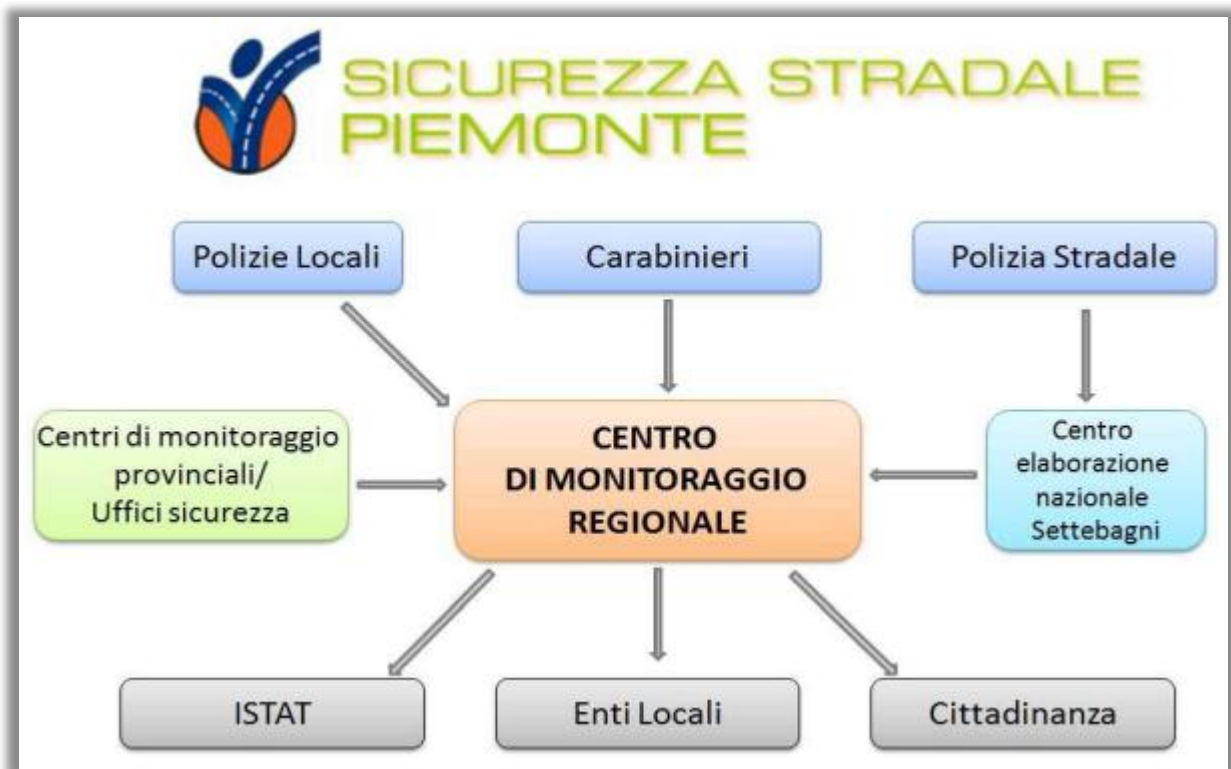 SICUREZZA STRADALE
PIEMONTE
Polizie Locali
Carabinieri
Polizia Stradale
Centri di monitoraggio
provinciali/
Uffici sicurezza
CENTRO
DI MONITORAGGIO
REGIONALE
Centro
elaborazione
nazionale
Settebagni
ISTAT
Enti Locali
Cittadinanza